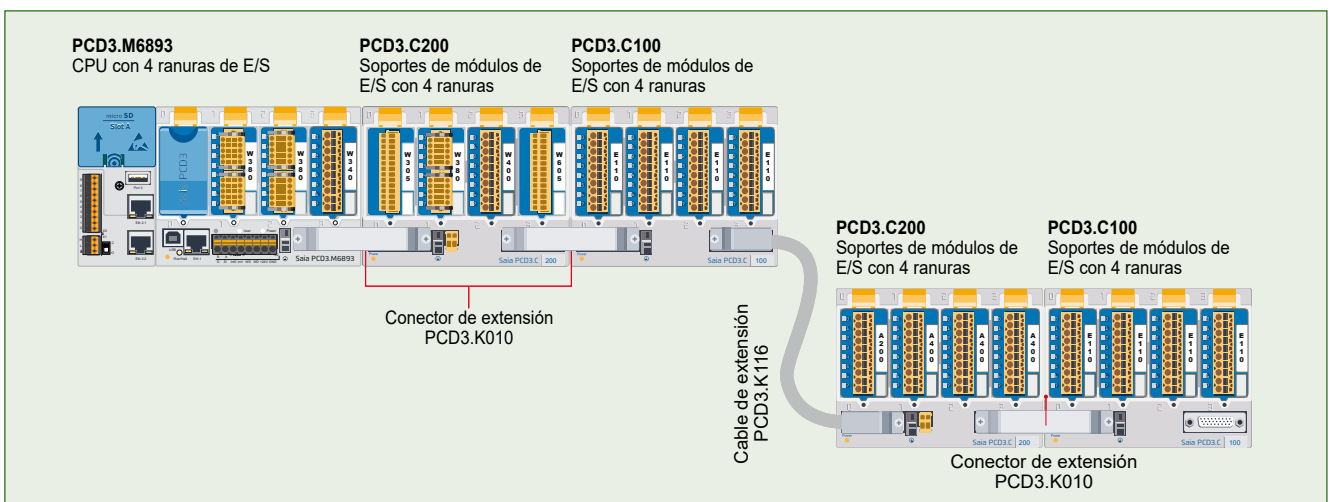 PCD3.M6893
CPU con 4 ranuras de E/S
PCD3.C200
Soportes de módulos de
E/S con 4 ranuras
PCD3.C100
Soportes de módulos de
E/S con 4 ranuras
micro SD
Slot A
PCD3
W380
W380
W340
W305
W380
W400
W605
E110
E110
E110
E110
Saia PCD3.M6893
Saia PCD3.C 200
Saia PCD3.C 100
Conector de extensión
PCD3.K010
Cable de extensión
PCD3.K116
PCD3.C200
Soportes de módulos de
E/S con 4 ranuras
PCD3.C100
Soportes de módulos de
E/S con 4 ranuras
A200
A400
A400
A400
E110
E110
E110
E110
Saia PCD3.C 200
Saia PCD3.C 100
Conector de extensión
PCD3.K010